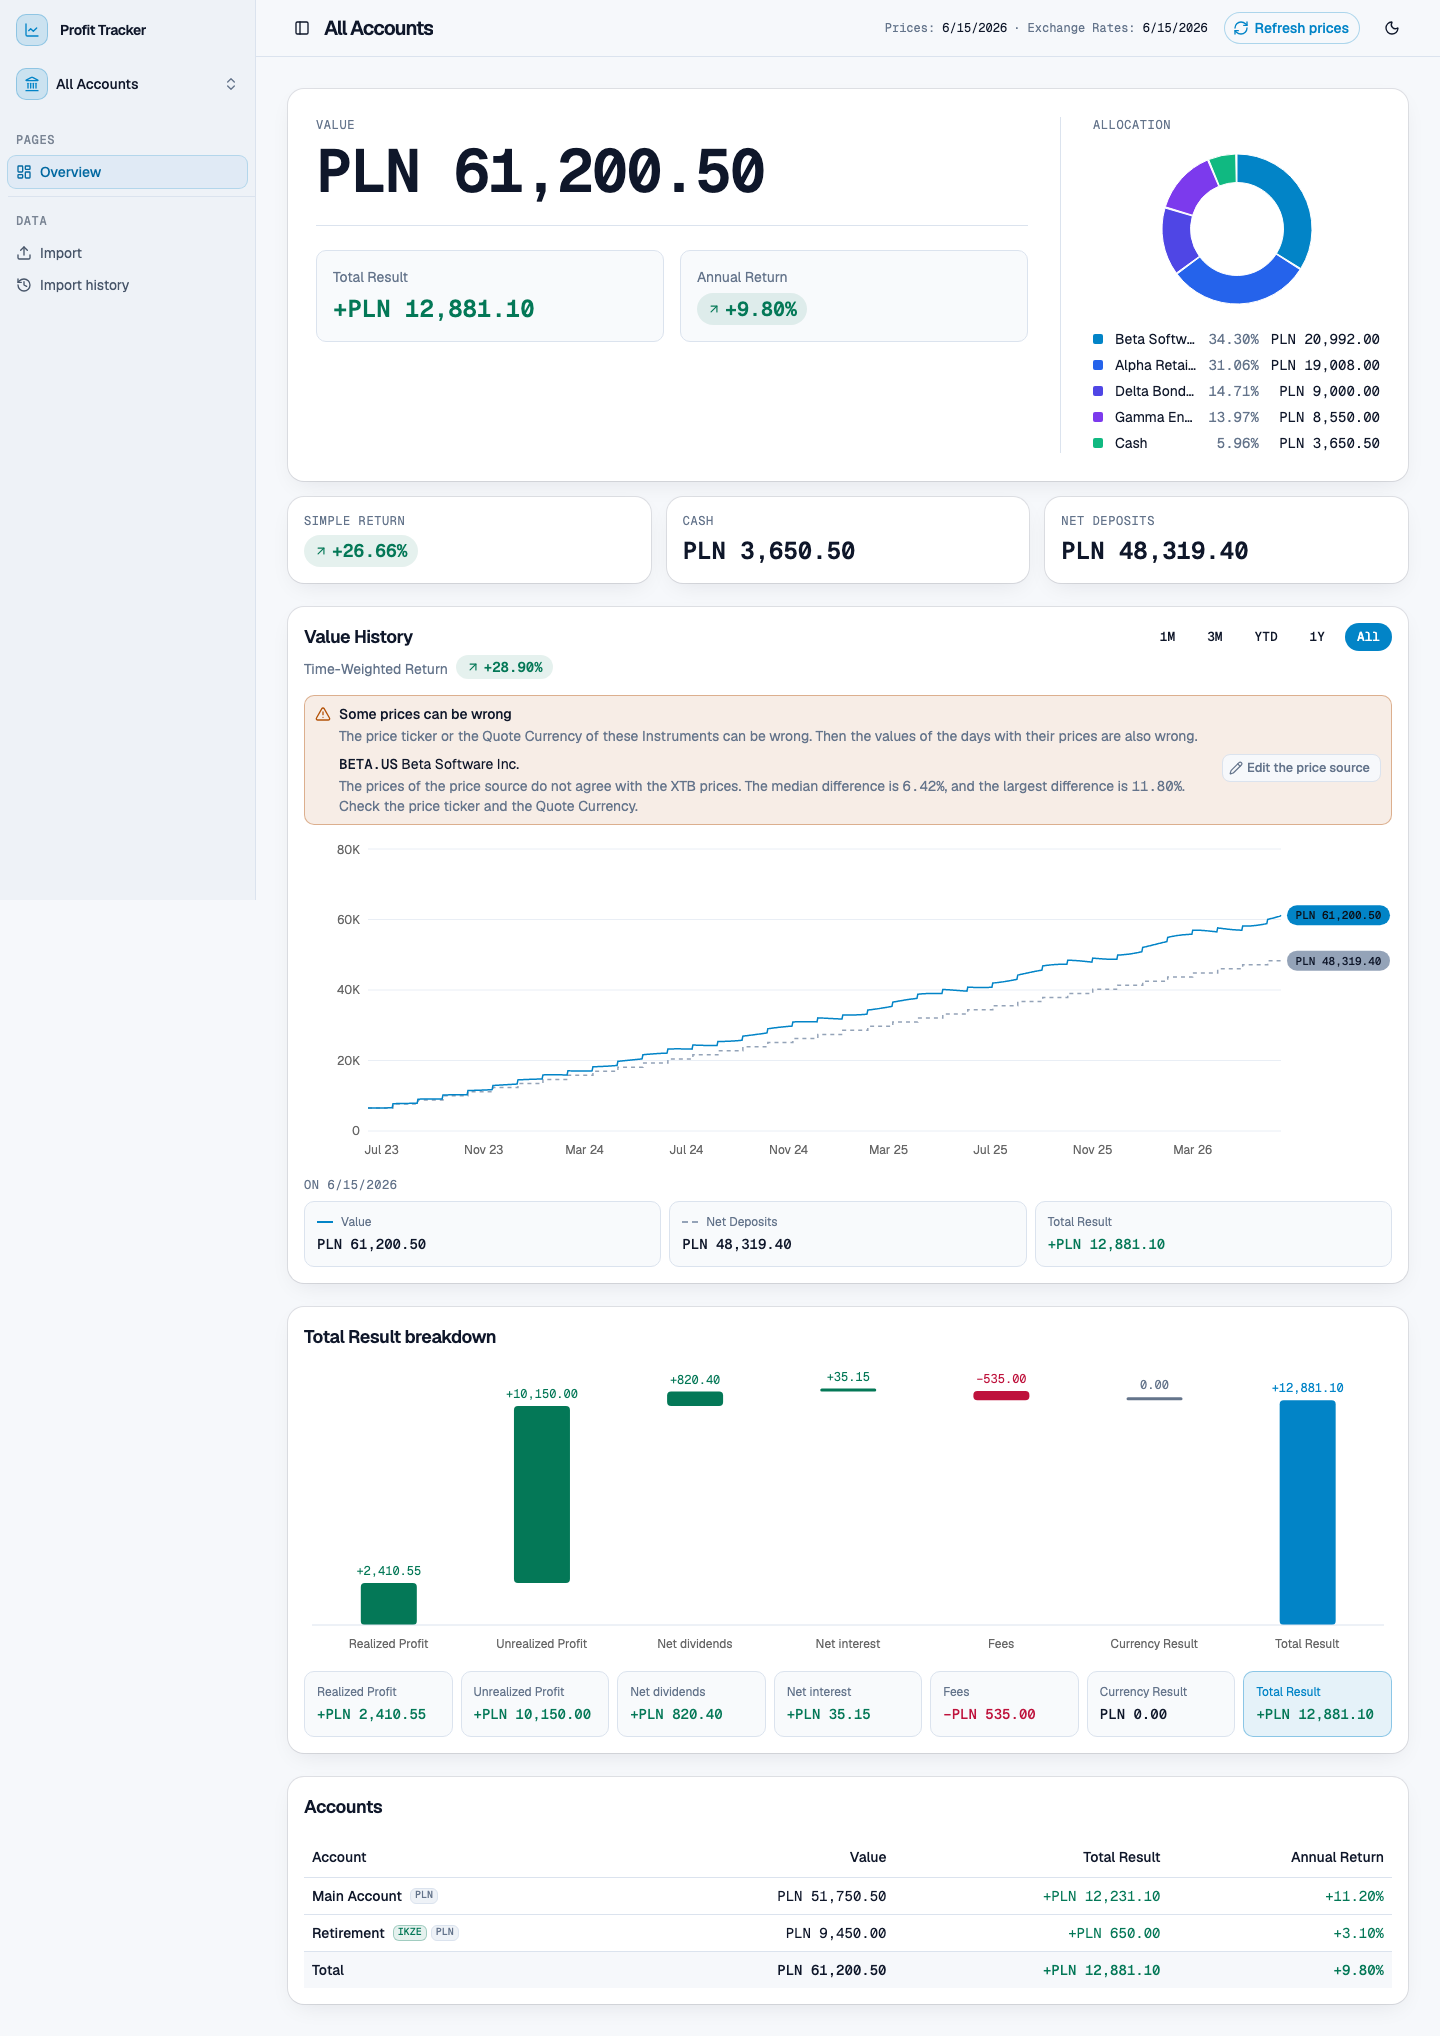 Profit Tracker
All Accounts
PAGES
Overview
DATA
Import
Import history
All Accounts
Prices: 6/15/2026 · Exchange Rates: 6/15/2026
Refresh prices
VALUE
PLN 61,200.50
Total Result
+PLN 12,881.10
Annual Return
+9.80%
ALLOCATION
Beta Softw... 34.30% PLN 20,992.00
Alpha Retai... 31.06% PLN 19,008.00
Delta Bond... 14.71% PLN 9,000.00
Gamma En... 13.97% PLN 8,550.00
Cash 5.96% PLN 3,650.50
SIMPLE RETURN
+26.66%
CASH
PLN 3,650.50
NET DEPOSITS
PLN 48,319.40
Value History
1M 3M YTD 1Y All
Time-Weighted Return +28.90%
Some prices can be wrong
The price ticker or the Quote Currency of these Instruments can be wrong. Then the values of the days with their prices are also wrong.
BETA.US Beta Software Inc.
The prices of the price source do not agree with the XTB prices. The median difference is 6.42%, and the largest difference is 11.80%.
Check the price ticker and the Quote Currency.
Edit the price source
80K
60K
40K
20K
0
PLN 61,200.50
PLN 48,319.40
Jul 23 Nov 23 Mar 24 Jul 24 Nov 24 Mar 25 Jul 25 Nov 25 Mar 26
ON 6/15/2026
Value
PLN 61,200.50
Net Deposits
PLN 48,319.40
Total Result
+PLN 12,881.10
Total Result breakdown
+2,410.55
+10,150.00
+820.40
+35.15
−535.00
0.00
+12,881.10
Realized Profit Unrealized Profit Net dividends Net interest Fees Currency Result Total Result
Realized Profit
+PLN 2,410.55
Unrealized Profit
+PLN 10,150.00
Net dividends
+PLN 820.40
Net interest
+PLN 35.15
Fees
−PLN 535.00
Currency Result
PLN 0.00
Total Result
+PLN 12,881.10
Accounts
Account Value Total Result Annual Return
Main Account PLN PLN 51,750.50 +PLN 12,231.10 +11.20%
Retirement IKZE PLN PLN 9,450.00 +PLN 650.00 +3.10%
Total PLN 61,200.50 +PLN 12,881.10 +9.80%